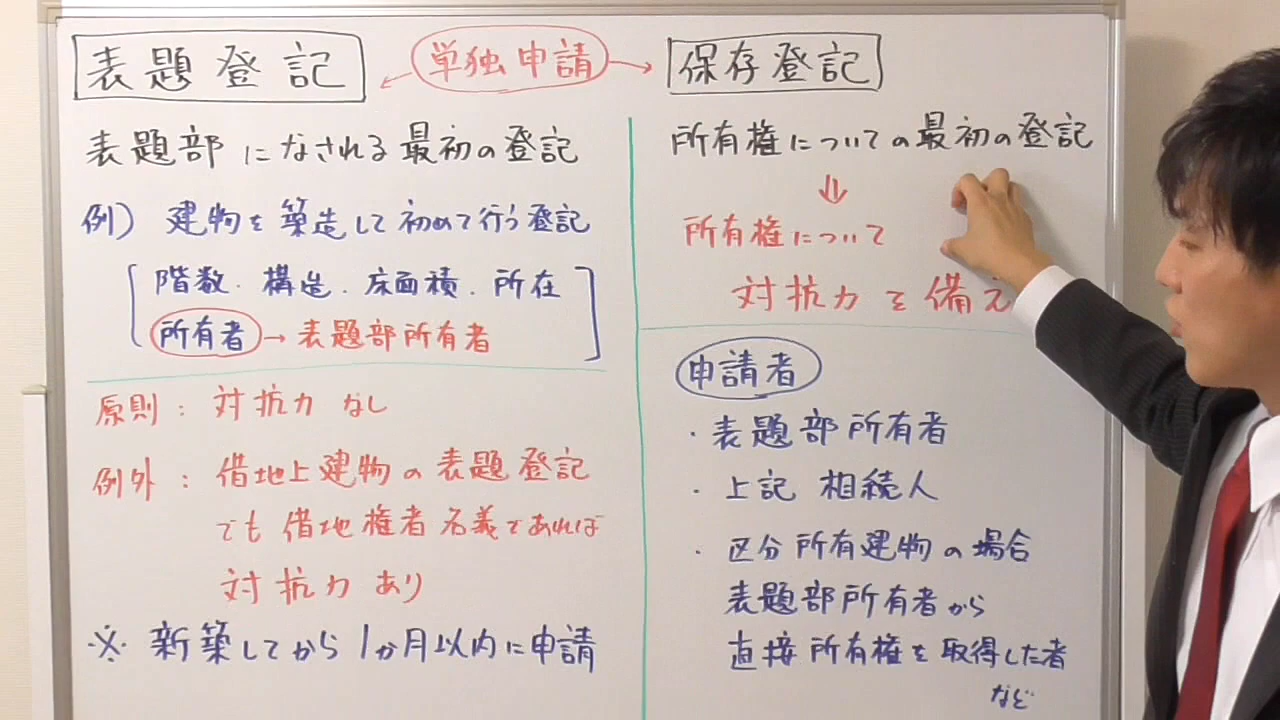 表題登記
単独申請
保存登記
表題部になされる最初の登記
例) 建物を築造して初めて行う登記
階数.構造.床面積.所在
所有者→表題部所有者
原則:対抗力なし
例外:借地上建物の表題登記
でも借地権者名義であれば
対抗力あり
※新築してから1か月以内に申請
所有権についての最初の登記
⇓
所有権について
対抗力を備え
申請者
・表題部所有者
・上記相続人
・区分所有建物の場合
表題部所有者から
直接所有権を取得した者
など